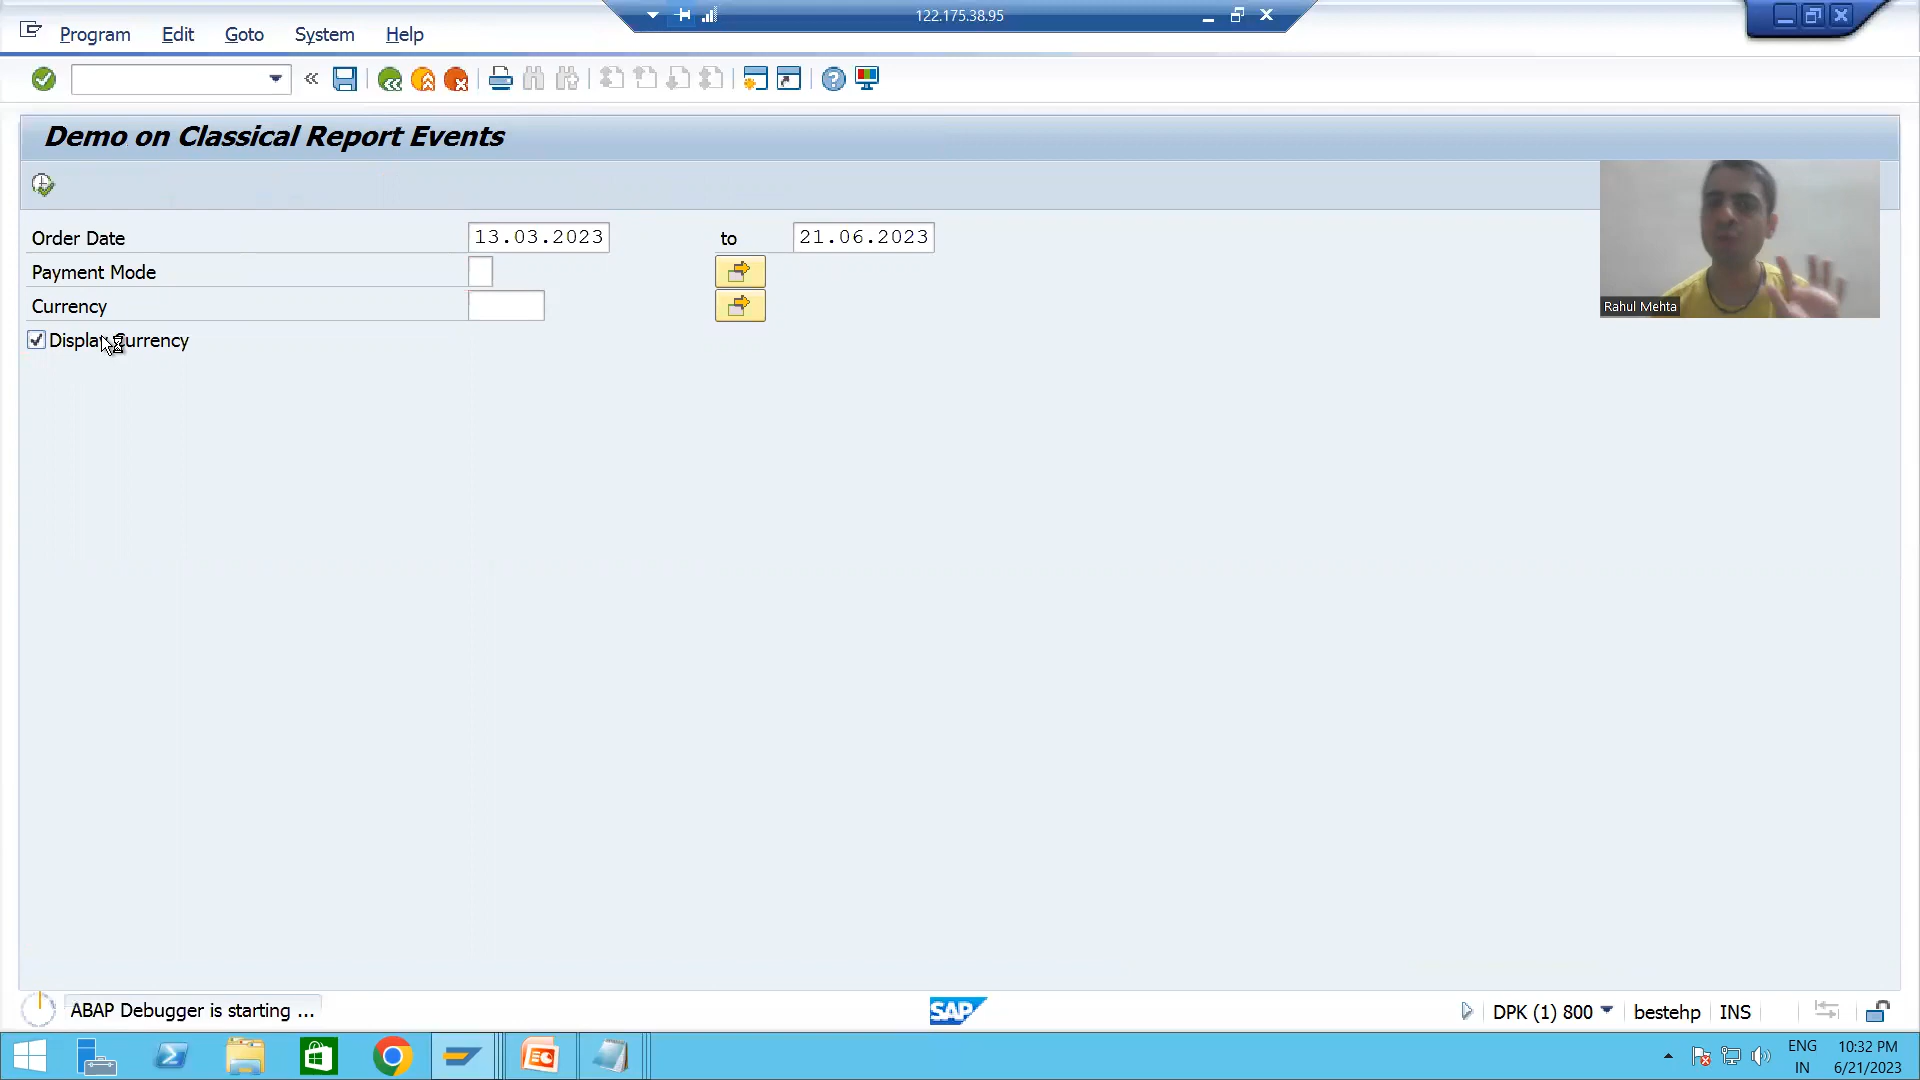 122.175.38.95
Program Edit Goto System Help
Demo on Classical Report Events
Order Date 13.03.2023 to 21.06.2023
Payment Mode
Currency
Display Currency
Rahul Mehta
ABAP Debugger is starting ...
SAP
DPK (1) 800 bestehp INS
ENG 10:32 PM
IN 6/21/2023